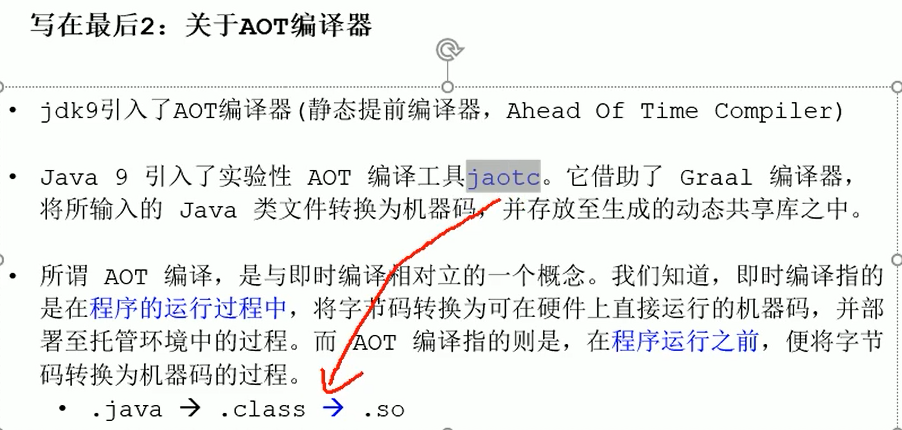 写在最后2：关于AOT编译器
• jdk9引入了AOT编译器(静态提前编译器，Ahead Of Time Compiler)
• Java 9 引入了实验性 AOT 编译工具jaotc。它借助了 Graal 编译器，
将所输入的 Java 类文件转换为机器码，并存放至生成的动态共享库之中。
• 所谓 AOT 编译，是与即时编译相对立的一个概念。我们知道，即时编译指的
是在程序的运行过程中，将字节码转换为可在硬件上直接运行的机器码，并部
署至托管环境中的过程。而 AOT 编译指的则是，在程序运行之前，便将字节
码转换为机器码的过程。
• .java → .class → .so